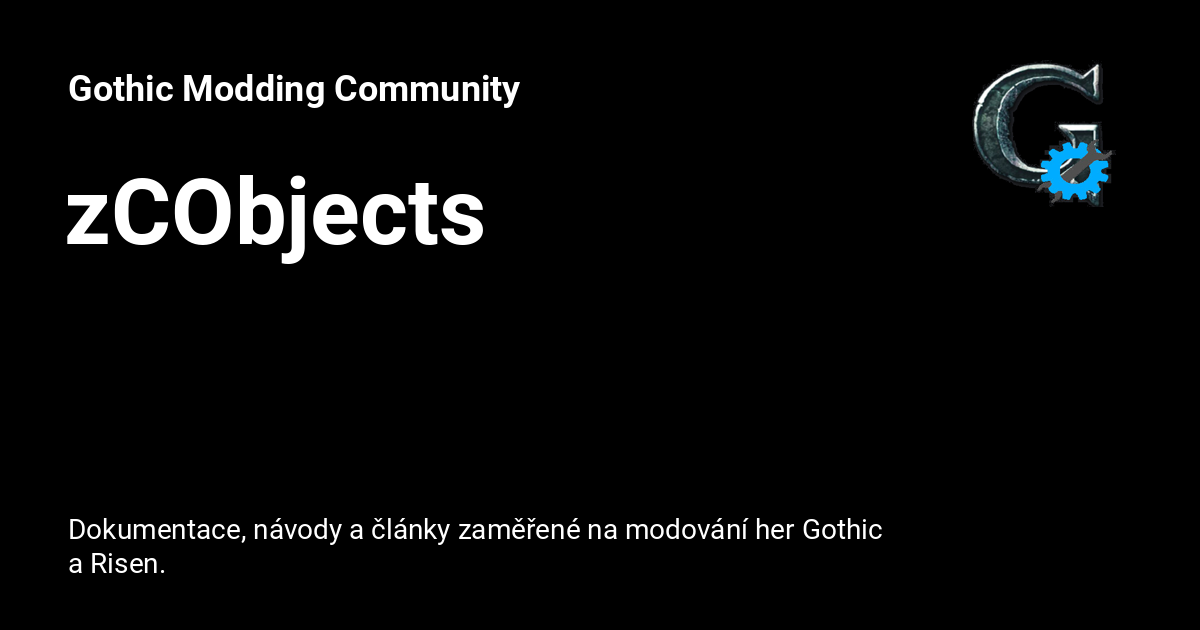 Gothic Modding Community
zCObjects
Dokumentace, návody a články zaměřené na modování her Gothic
a Risen.